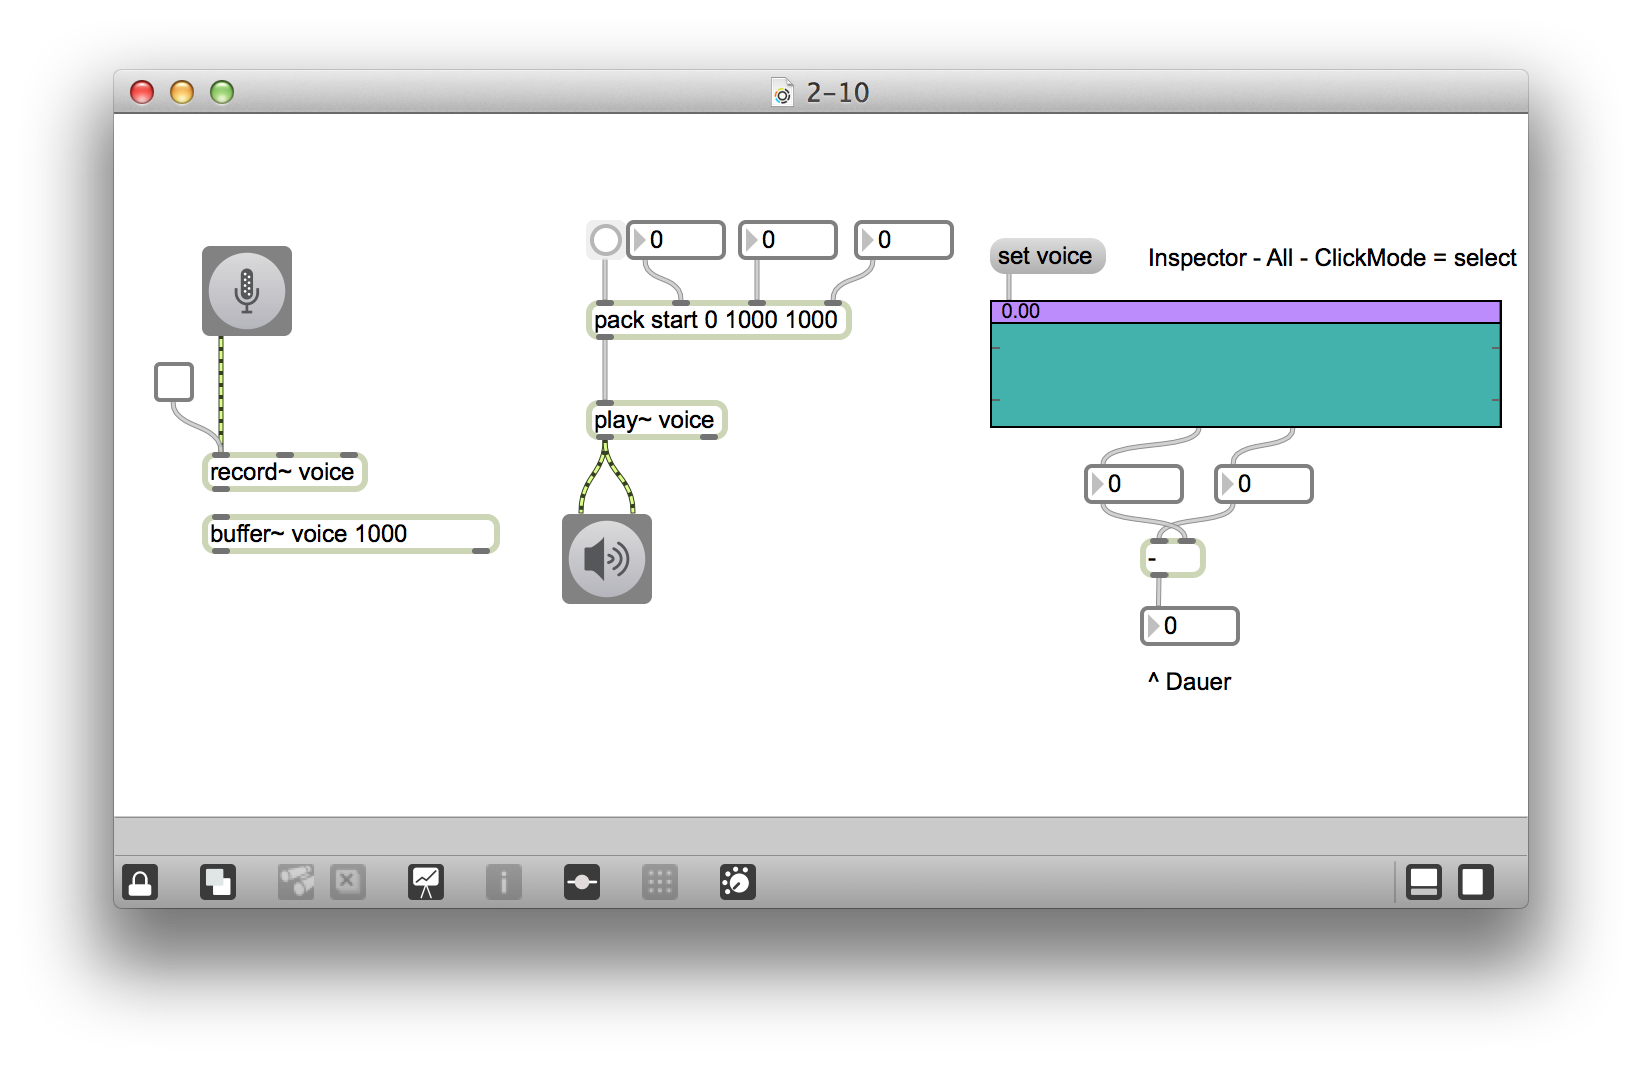 2-10
record~ voice
buffer~ voice 1000
0
0
0
pack start 0 1000 1000
play~ voice
set voice
Inspector - All - ClickMode = select
0.00
0
0
-
0
^ Dauer